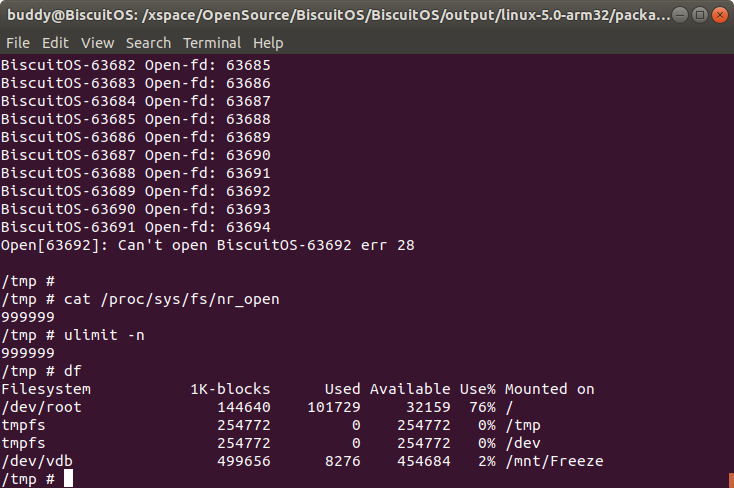 buddy@BiscuitOS: /xspace/OpenSource/BiscuitOS/BiscuitOS/output/linux-5.0-arm32/packa...
File Edit View Search Terminal Help
BiscuitOS-63682 Open-fd: 63685
BiscuitOS-63683 Open-fd: 63686
BiscuitOS-63684 Open-fd: 63687
BiscuitOS-63685 Open-fd: 63688
BiscuitOS-63686 Open-fd: 63689
BiscuitOS-63687 Open-fd: 63690
BiscuitOS-63688 Open-fd: 63691
BiscuitOS-63689 Open-fd: 63692
BiscuitOS-63690 Open-fd: 63693
BiscuitOS-63691 Open-fd: 63694
Open[63692]: Can't open BiscuitOS-63692 err 28
/tmp #
/tmp # cat /proc/sys/fs/nr_open
999999
/tmp # ulimit -n
999999
/tmp # df
Filesystem 1K-blocks Used Available Use% Mounted on
/dev/root 144640 101729 32159 76% /
tmpfs 254772 0 254772 0% /tmp
tmpfs 254772 0 254772 0% /dev
/dev/vdb 499656 8276 454684 2% /mnt/Freeze
/tmp #